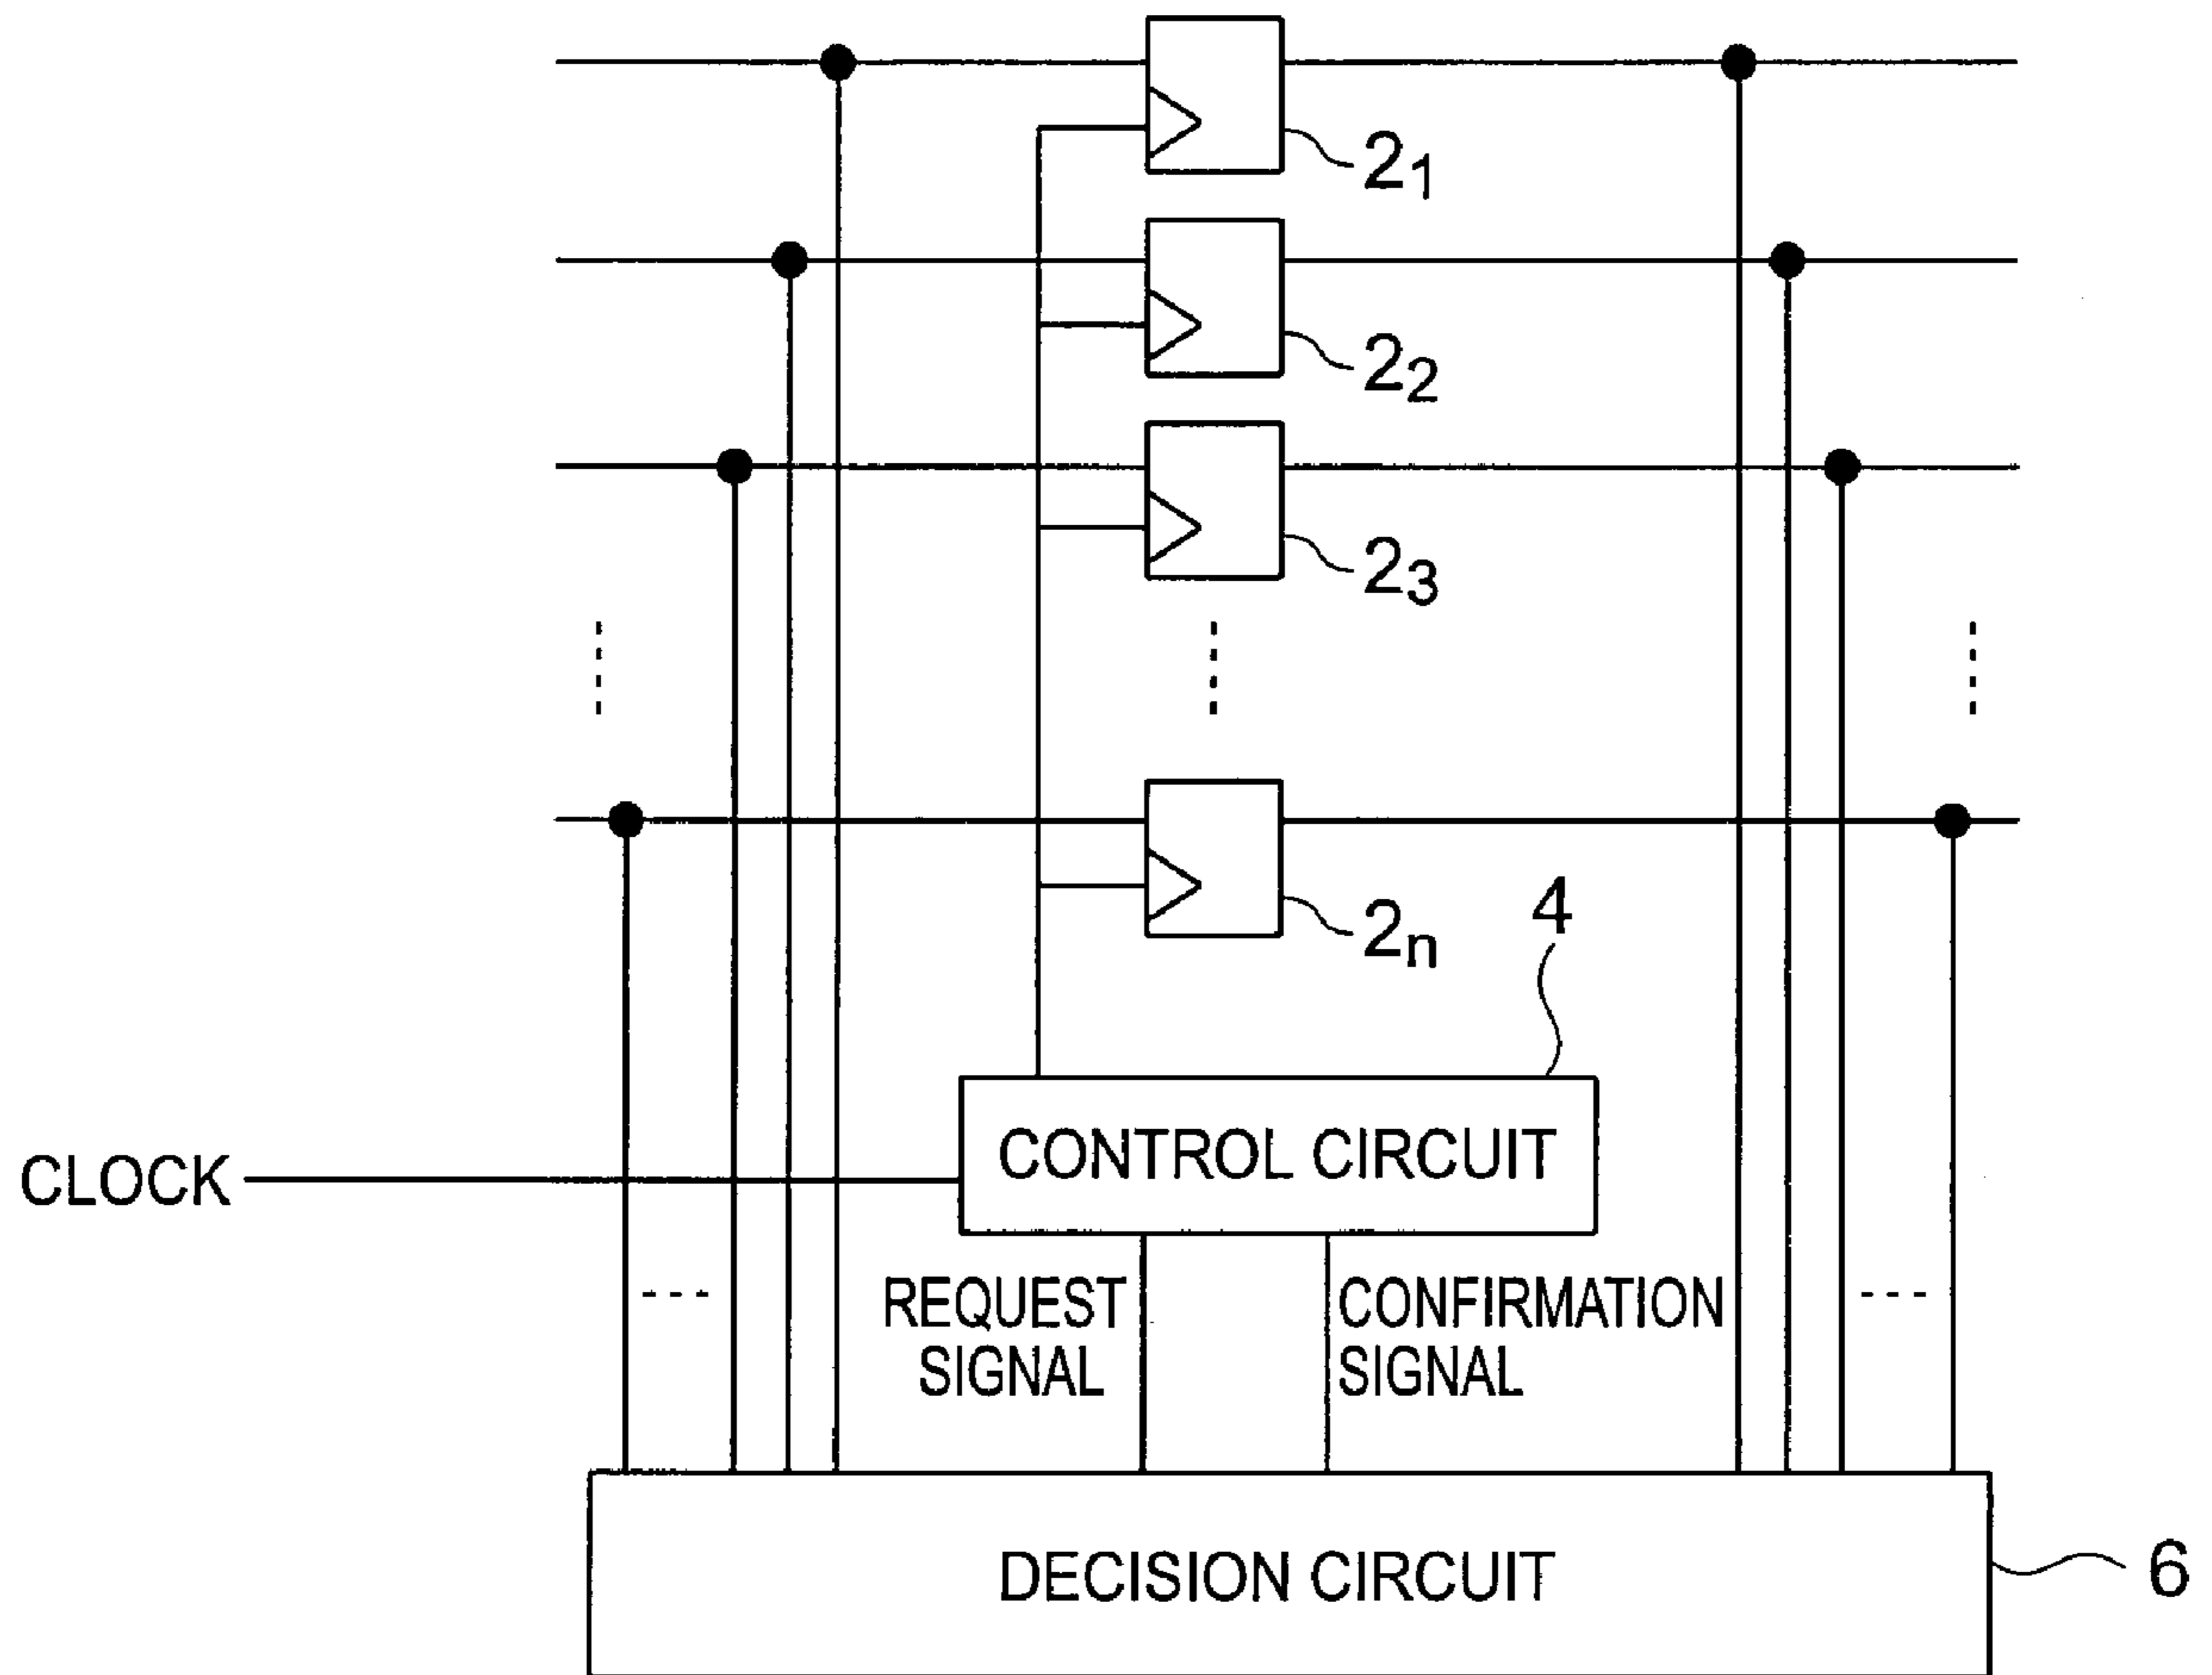 2₁
2₂
2₃
2ₙ
4
CONTROL CIRCUIT
CLOCK
REQUEST
SIGNAL
CONFIRMATION
SIGNAL
DECISION CIRCUIT
6